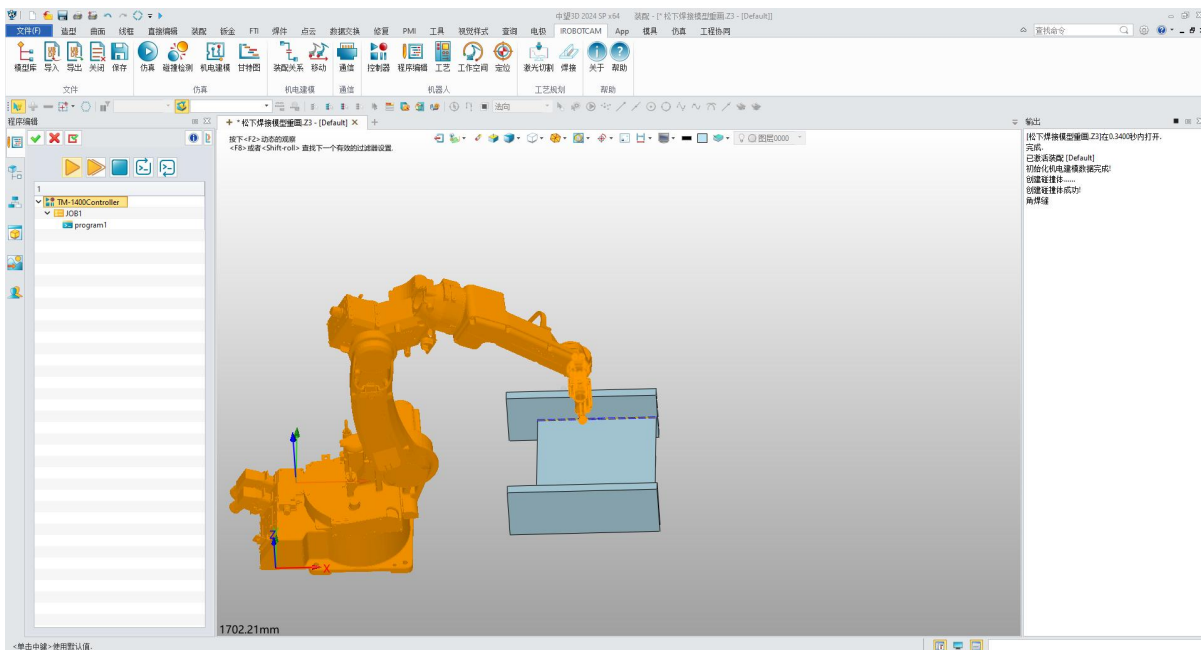 中望3D 2024 SP x64 装配 - [* 松下焊接模型重画.Z3 - [Default]]
文件(F) 造型 曲面 线框 直接编辑 装配 钣金 FTI 焊件 点云 数据交换 修复 PMI 工具 视觉样式 查询 电极 IROBOTCAM App 模具 仿真 工程协同 查找命令
模型库 导入 导出 关闭 保存 仿真 碰撞检测 机电建模 甘特图 装配关系 移动 通信 控制器 程序编辑 工艺 工作空间 定位 激光切割 焊接 关于 帮助
文件 仿真 机电建模 通信 机器人 工艺规划 帮助
法向
程序编辑
+ * 松下焊接模型重画.Z3 - [Default] × +
输出
按下<F2>动态的观察
<F8>或者<Shift-roll> 查找下一个有效的过滤器设置.
图层0000
[松下焊接模型重画.Z3]在0.3400秒内打开.
完成.
已激活装配 [Default]
初始化机电建模数据完成!
创建碰撞体......
创建碰撞体成功!
角焊缝
1
TM-1400Controller
JOB1
program1
Z
X
1702.21mm
<单击中键>使用默认值.